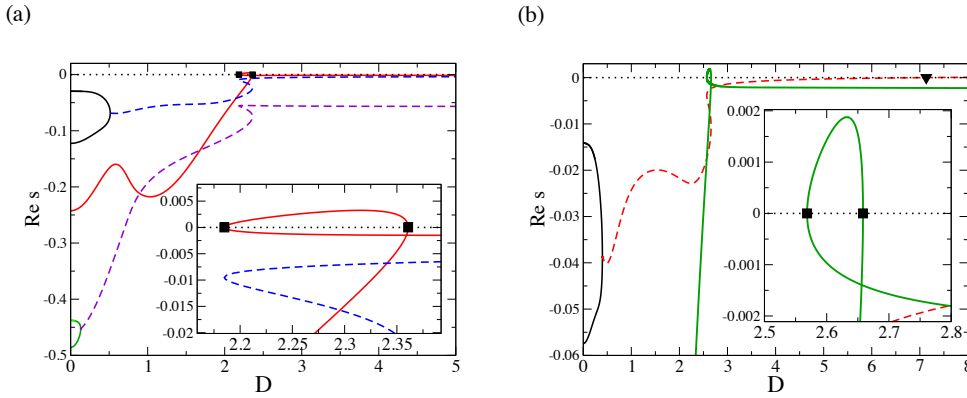 (a)
0
-0.1
-0.2
-0.3
-0.4
-0.5
Re s
0 1 2 3 4 5
D
0.005
0
-0.005
-0.01
-0.015
-0.02
2.2 2.25 2.3 2.35
(b)
0
-0.01
-0.02
-0.03
-0.04
-0.05
-0.06
Re s
0 1 2 3 4 5 6 7 8
D
0.002
0.001
0
-0.001
-0.002
2.5 2.6 2.7 2.8